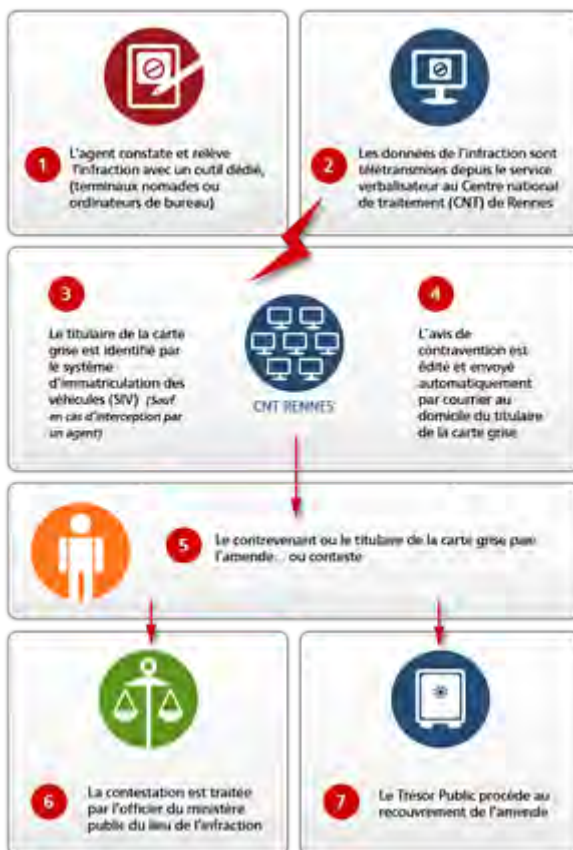 1
L'agent constate et relève
l'infraction avec un outil dédié,
(terminaux nomades ou
ordinateurs de bureau)
2
Les données de l'infraction sont
télétransmises depuis le service
verbalisateur au Centre national
de traitement (CNT) de Rennes
3
Le titulaire de la carte
grise est identifié par
le système
d'immatriculation des
véhicules (SIV) (Sauf
en cas d'interception par
un agent)
CNT RENNES
4
L'avis de
contravention est
édité et envoyé
automatiquement
par courrier au
domicile du titulaire
de la carte grise
5
Le contrevenant ou le titulaire de la carte grise paie
l'amende... ou conteste
6
La contestation est traitée
par l'officier du ministère
public du lieu de l'infraction
7
Le Trésor Public procède au
recouvrement de l'amende